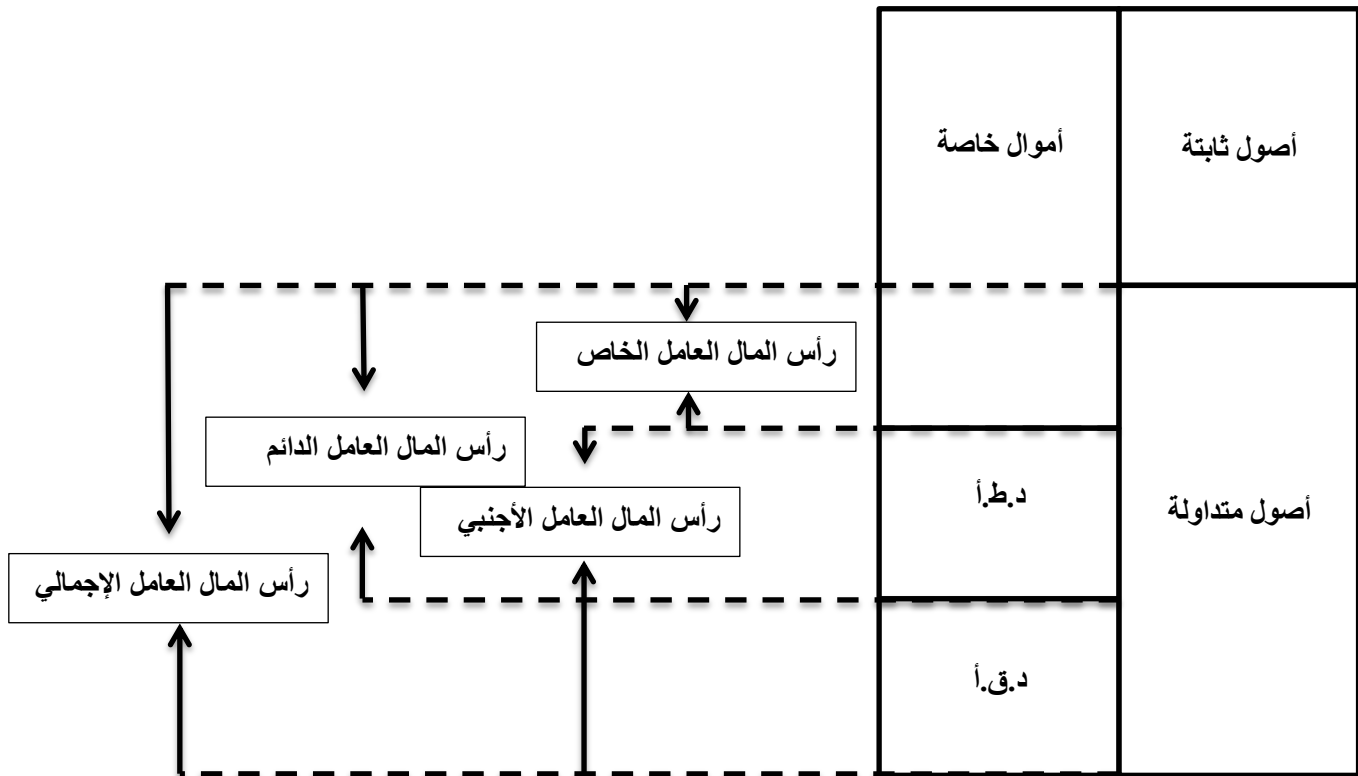 أصول ثابتة
أموال خاصة
رأس المال العامل الخاص
رأس المال العامل الدائم
د.ط.أ
أصول متداولة
رأس المال العامل الأجنبي
رأس المال العامل الإجمالي
د.ق.أ